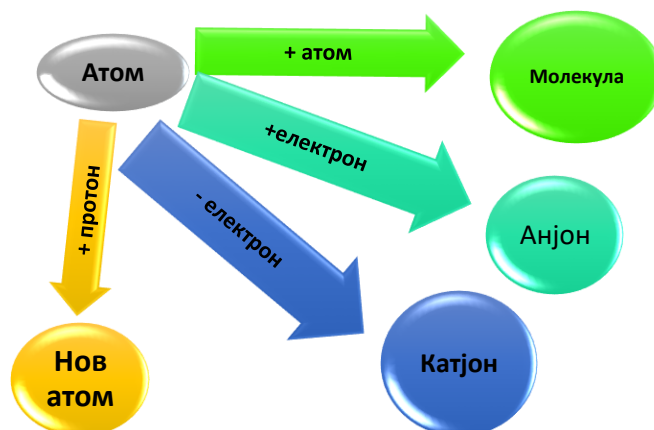 Атом
+ атом
Молекула
+електрон
Анјон
- електрон
Катјон
+ протон
Нов
атом